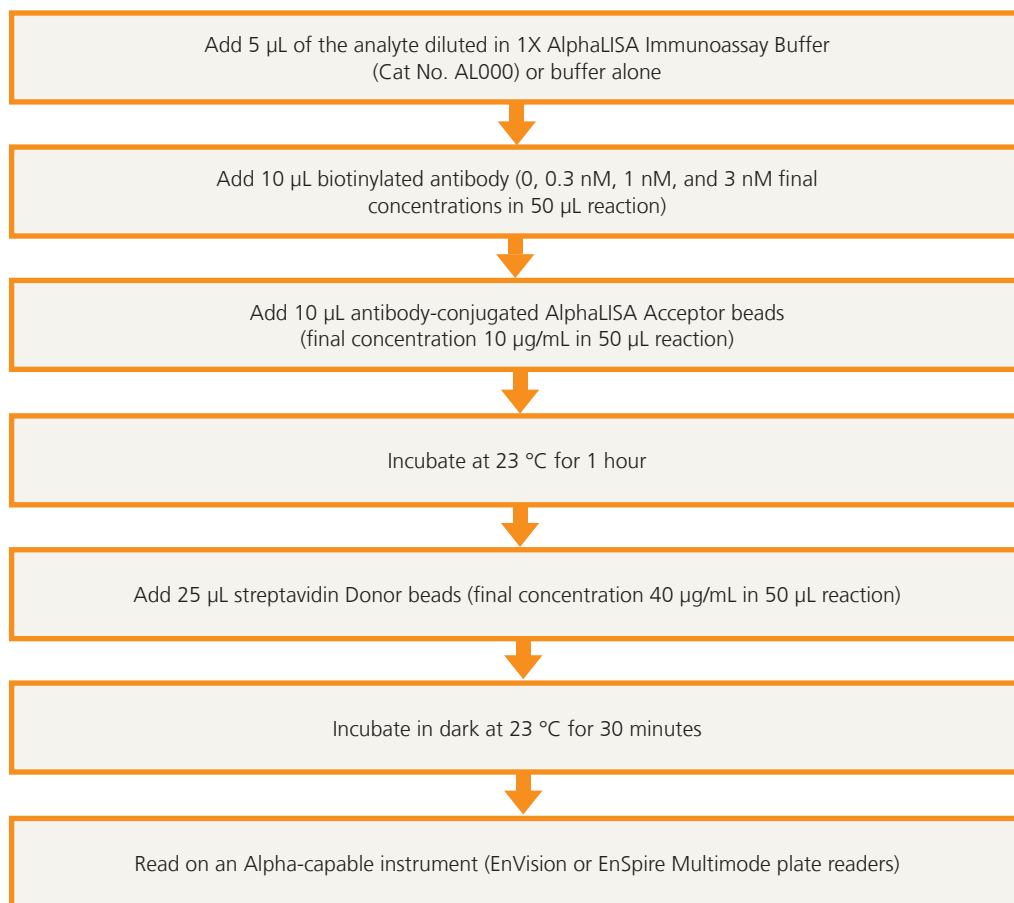 Add 5 µL of the analyte diluted in 1X AlphaLISA Immunoassay Buffer
(Cat No. AL000) or buffer alone
Add 10 µL biotinylated antibody (0, 0.3 nM, 1 nM, and 3 nM final
concentrations in 50 µL reaction)
Add 10 µL antibody-conjugated AlphaLISA Acceptor beads
(final concentration 10 µg/mL in 50 µL reaction)
Incubate at 23 °C for 1 hour
Add 25 µL streptavidin Donor beads (final concentration 40 µg/mL in 50 µL reaction)
Incubate in dark at 23 °C for 30 minutes
Read on an Alpha-capable instrument (EnVision or EnSpire Multimode plate readers)